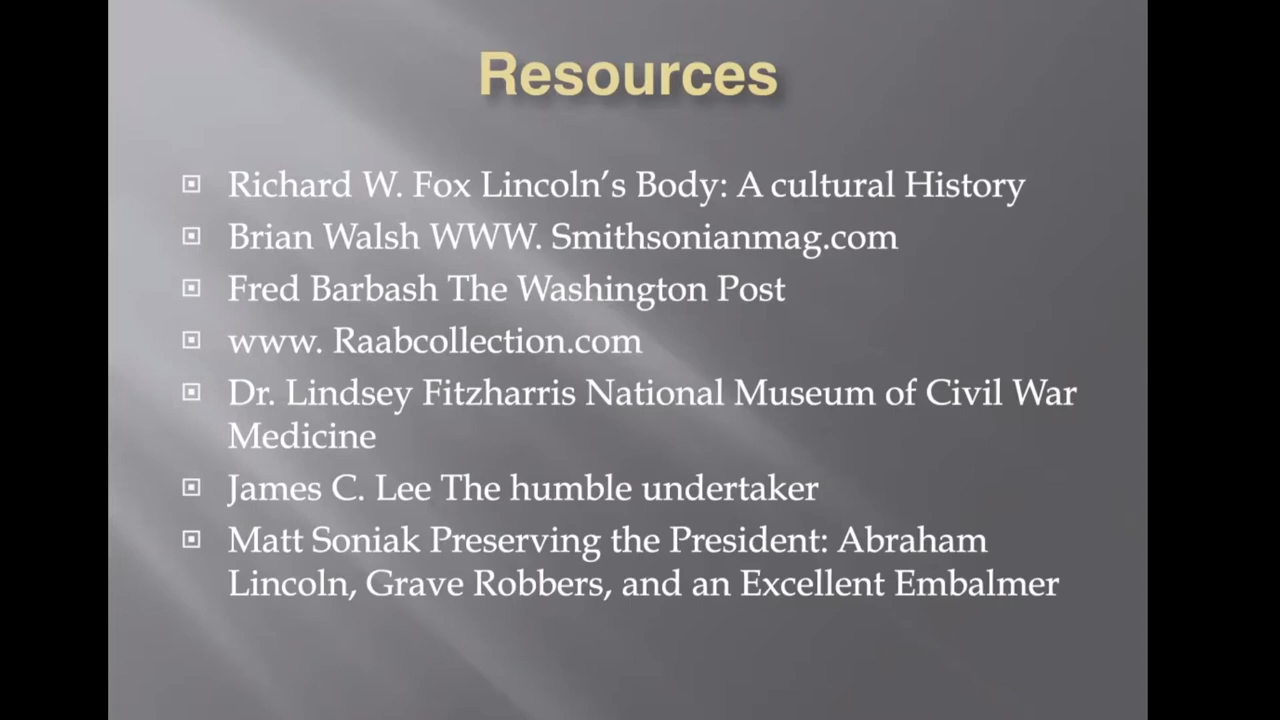 Resources
Richard W. Fox Lincoln’s Body: A cultural History
Brian Walsh WWW. Smithsonianmag.com
Fred Barbash The Washington Post
www. Raabcollection.com
Dr. Lindsey Fitzharris National Museum of Civil War
Medicine
James C. Lee The humble undertaker
Matt Soniak Preserving the President: Abraham
Lincoln, Grave Robbers, and an Excellent Embalmer